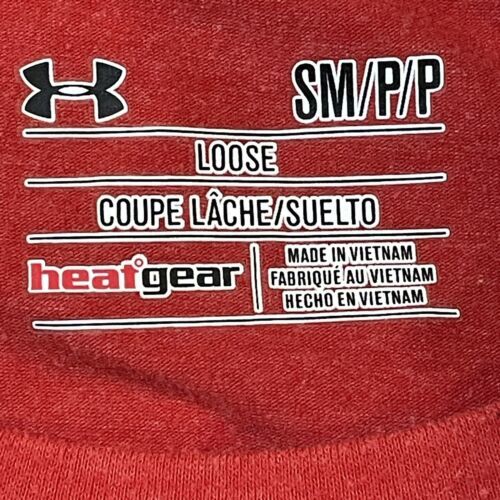 SM/P/P
LOOSE
COUPE LÂCHE/SUELTO
heatgear
MADE IN VIETNAM
FABRIQUÉ AU VIETNAM
HECHO EN VIETNAM